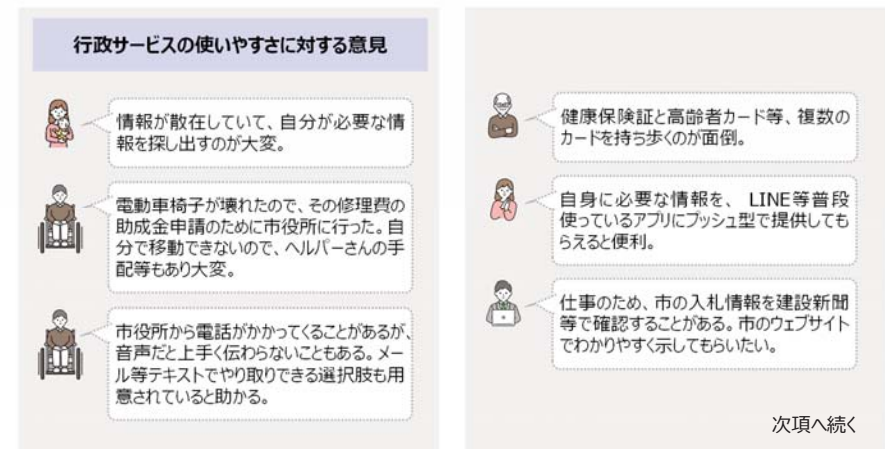 行政サービスの使いやすさに対する意見
情報が散在していて、自分が必要な情
報を探し出すのが大変。
電動車椅子が壊れたので、その修理費の
助成金申請のために市役所に行った。自
分で移動できないので、ヘルパーさんの手
配等もあり大変。
市役所から電話がかかってくることがあるが、
音声だと上手く伝わらないこともある。メー
ル等テキストでやり取りできる選択肢も用
意されていると助かる。
健康保険証と高齢者カード等、複数の
カードを持ち歩くのが面倒。
自身に必要な情報を、 LINE等普段
使っているアプリにプッシュ型で提供しても
らえると便利。
仕事のため、市の入札情報を建設新聞
等で確認することがある。市のウェブサイト
でわかりやすく示してもらいたい。
次項へ続く